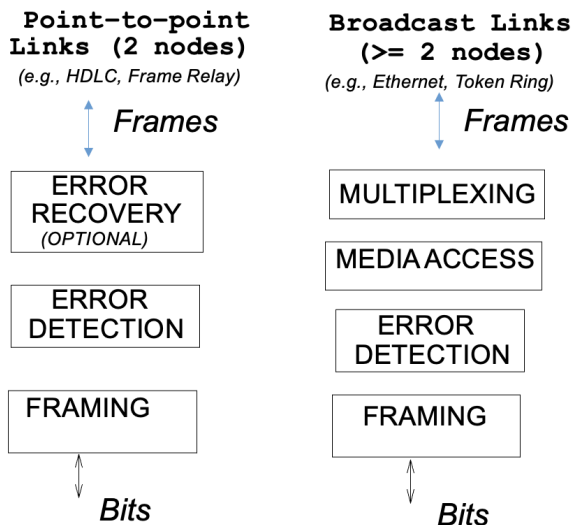 Point-to-point
Links (2 nodes)
(e.g., HDLC, Frame Relay)
Frames
ERROR
RECOVERY
(OPTIONAL)
ERROR
DETECTION
FRAMING
Bits
Broadcast Links
(>= 2 nodes)
(e.g., Ethernet, Token Ring)
Frames
MULTIPLEXING
MEDIA ACCESS
ERROR
DETECTION
FRAMING
Bits